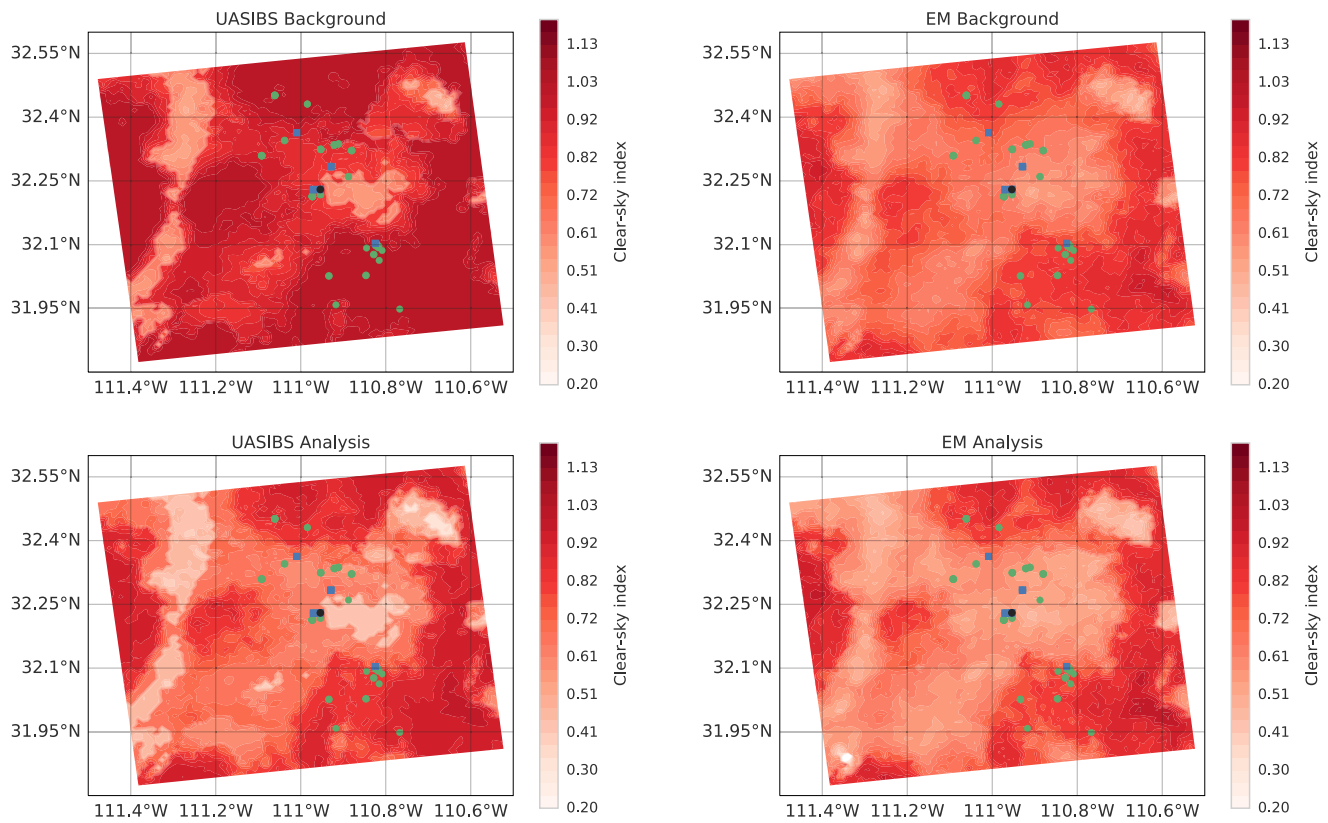 UASIBS Background
32.55°N
32.4°N
32.25°N
32.1°N
31.95°N
111.4°W 111.2°W 111°W 110.8°W 110.6°W
1.13
1.03
0.92
0.82
0.72
0.61
0.51
0.41
0.30
0.20
Clear-sky index
EM Background
32.55°N
32.4°N
32.25°N
32.1°N
31.95°N
111.4°W 111.2°W 111°W 110.8°W 110.6°W
1.13
1.03
0.92
0.82
0.72
0.61
0.51
0.41
0.30
0.20
Clear-sky index
UASIBS Analysis
32.55°N
32.4°N
32.25°N
32.1°N
31.95°N
111.4°W 111.2°W 111°W 110.8°W 110.6°W
1.13
1.03
0.92
0.82
0.72
0.61
0.51
0.41
0.30
0.20
Clear-sky index
EM Analysis
32.55°N
32.4°N
32.25°N
32.1°N
31.95°N
111.4°W 111.2°W 111°W 110.8°W 110.6°W
1.13
1.03
0.92
0.82
0.72
0.61
0.51
0.41
0.30
0.20
Clear-sky index